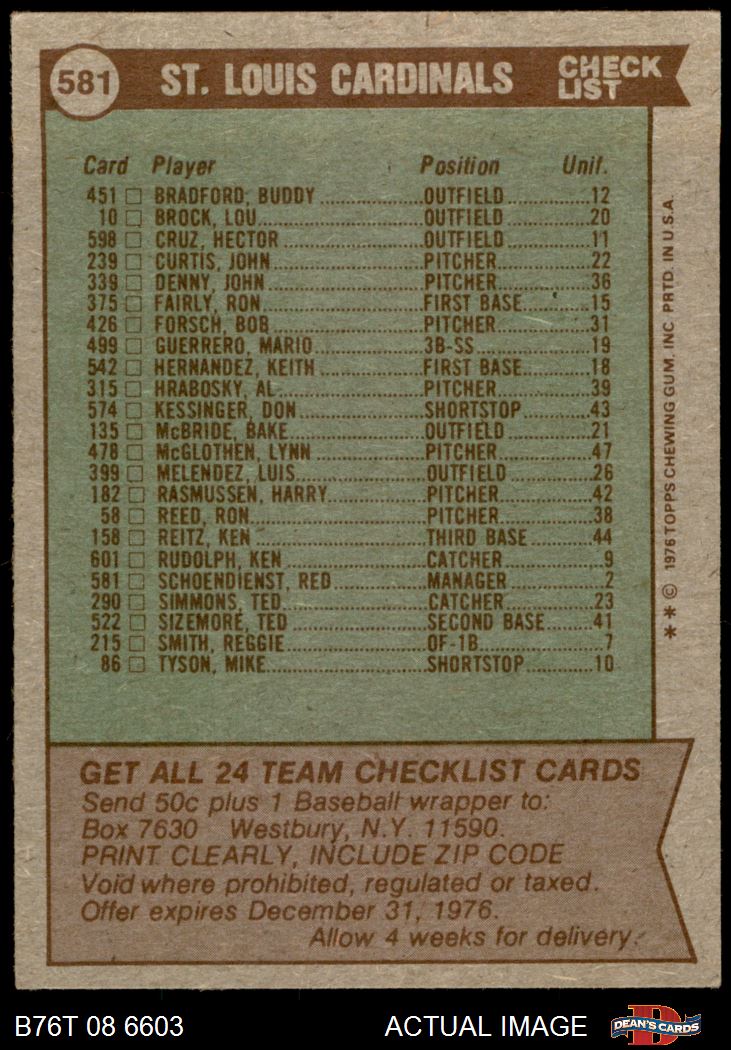 581 ST. LOUIS CARDINALS CHECK LIST
Card Player Position Unif.
451 □ BRADFORD, BUDDY ..........OUTFIELD ..........12
10 □ BROCK, LOU..........OUTFIELD ..........20
598 □ CRUZ, HECTOR ..........OUTFIELD ..........11
239 □ CURTIS, JOHN ..........PITCHER..........22
339 □ DENNY, JOHN ..........PITCHER..........36
375 □ FAIRLY, RON..........FIRST BASE..........15
426 □ FORSCH, BOB ..........PITCHER..........31
499 □ GUERRERO, MARIO ..........3B-SS..........19
542 □ HERNANDEZ, KEITH ..........FIRST BASE..........18
315 □ HRABOSKY, AL..........PITCHER..........39
574 □ KESSINGER, DON ..........SHORTSTOP..........43
135 □ McBRIDE, BAKE..........OUTFIELD ..........21
478 □ McGLOTHEN, LYNN ..........PITCHER..........47
399 □ MELENDEZ, LUIS..........OUTFIELD ..........26
182 □ RASMUSSEN, HARRY..........PITCHER..........42
58 □ REED, RON..........PITCHER..........38
158 □ REITZ, KEN ..........THIRD BASE..........44
601 □ RUDOLPH, KEN ..........CATCHER..........9
581 □ SCHOENDIENST, RED ..........MANAGER..........2
290 □ SIMMONS, TED..........CATCHER..........23
522 □ SIZEMORE, TED ..........SECOND BASE..........41
215 □ SMITH, REGGIE ..........OF-1B..........7
86 □ TYSON, MIKE..........SHORTSTOP..........10
**© 1976 TOPPS CHEWING GUM, INC. PRTD. IN U.S.A.
GET ALL 24 TEAM CHECKLIST CARDS
Send 50c plus 1 Baseball wrapper to:
Box 7630 Westbury, N.Y. 11590.
PRINT CLEARLY, INCLUDE ZIP CODE
Void where prohibited, regulated or taxed.
Offer expires December 31, 1976.
Allow 4 weeks for delivery.
B76T 08 6603 ACTUAL IMAGE D DEAN'S CARDS